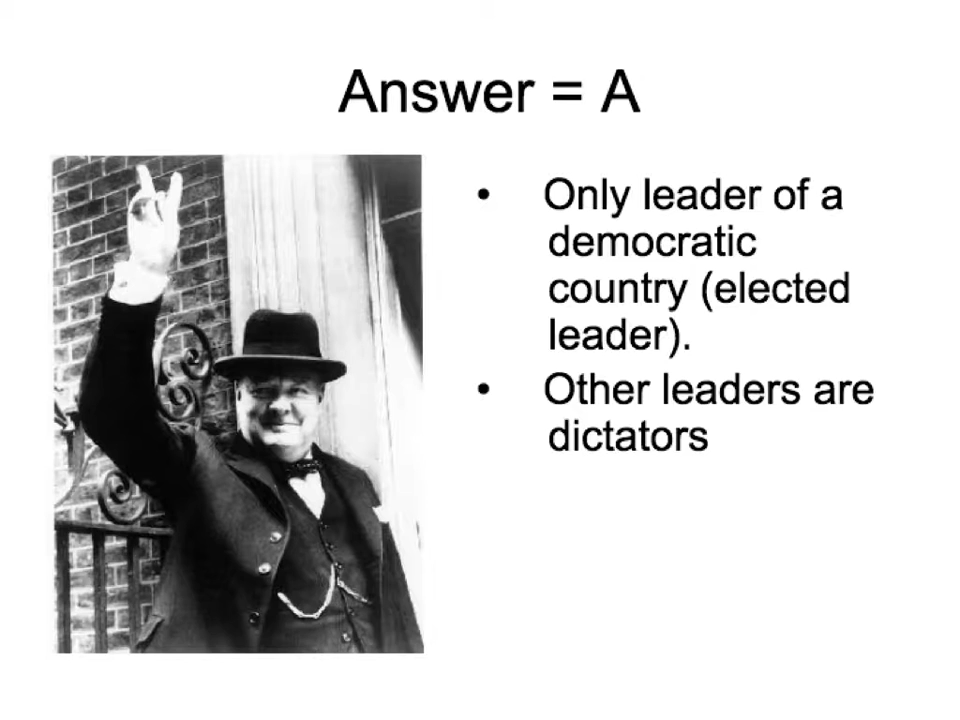 Answer = A
• Only leader of a
democratic
country (elected
leader).
• Other leaders are
dictators